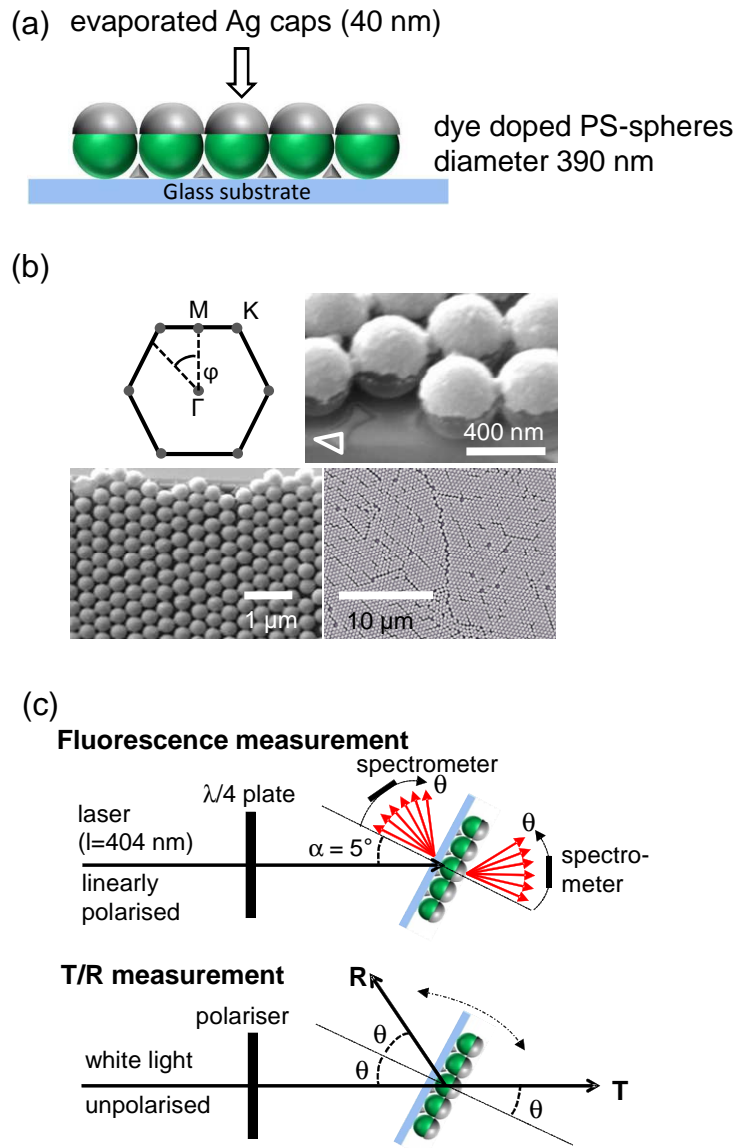 (a)
evaporated Ag caps (40 nm)
dye doped PS-spheres
diameter 390 nm
Glass substrate
(b)
M
K
φ
Γ
400 nm
1 µm
10 µm
(c)
Fluorescence measurement
spectrometer
λ/4 plate
θ
laser
(l=404 nm)
α = 5°
θ
spectro-
meter
linearly
polarised
T/R measurement
R
polariser
θ
white light
θ
unpolarised
T
θ